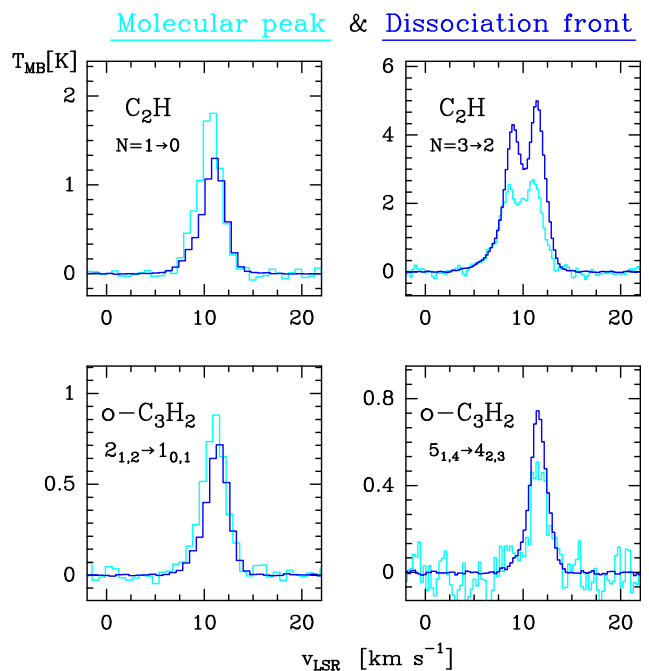 Molecular peak & Dissociation front
T_MB[K]
C₂H
N=1→0
2
1
0
0 10 20
C₂H
N=3→2
6
4
2
0
0 10 20
o−C₃H₂
2₁,₂→1₀,₁
1
0.5
0
0 10 20
o−C₃H₂
5₁,₄→4₂,₃
0.8
0.4
0
0 10 20
v_LSR [km s⁻¹]